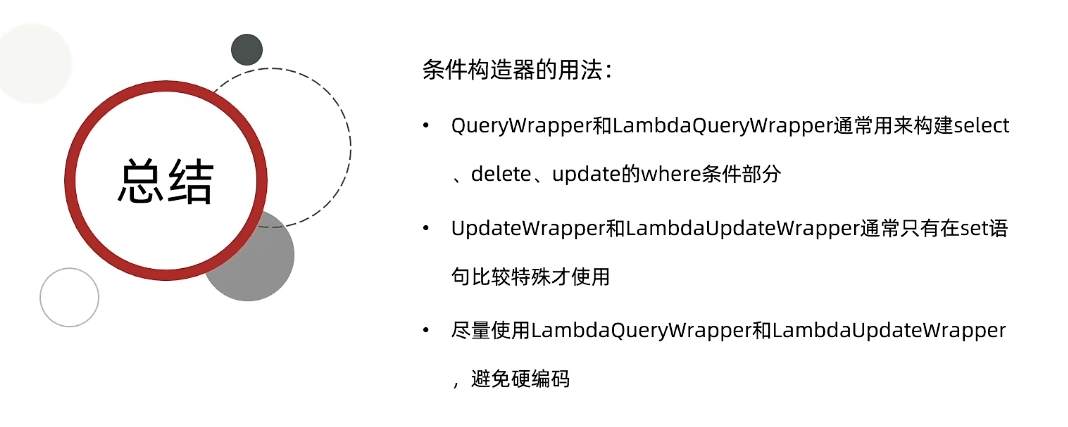 总结
条件构造器的用法：
• QueryWrapper和LambdaQueryWrapper通常用来构建select
、delete、update的where条件部分
• UpdateWrapper和LambdaUpdateWrapper通常只有在set语
句比较特殊才使用
• 尽量使用LambdaQueryWrapper和LambdaUpdateWrapper
，避免硬编码